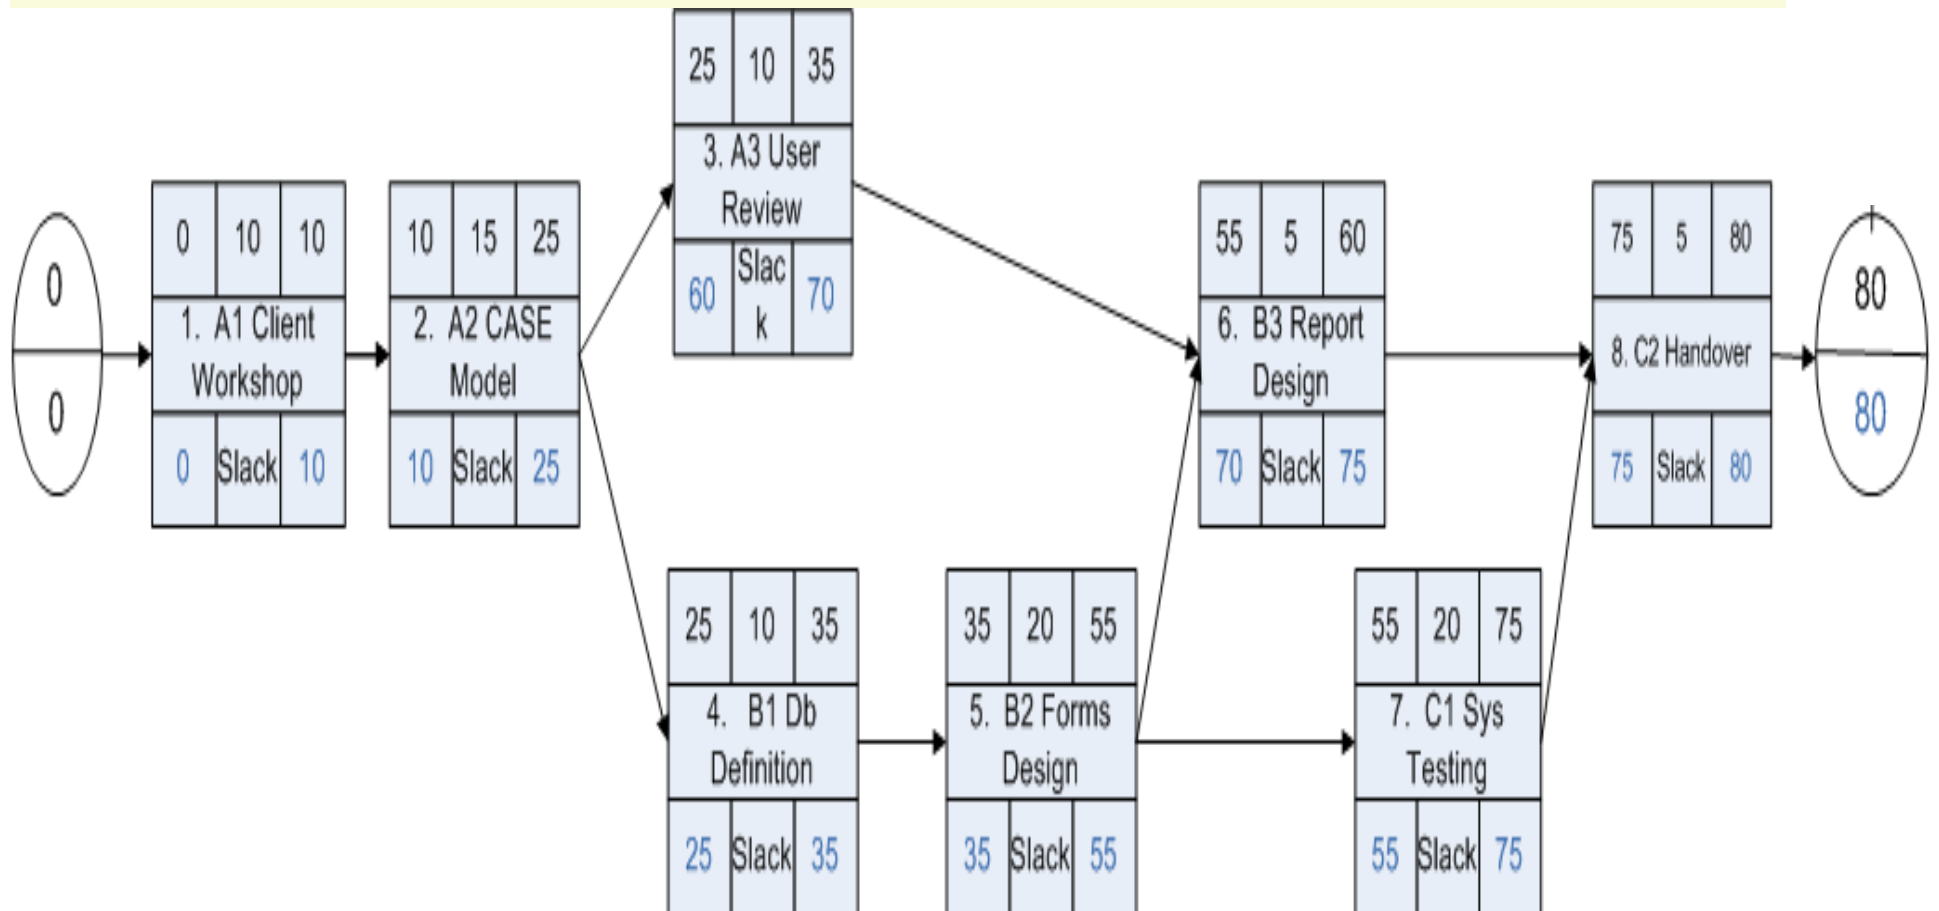 0
0
0 10 10
1. A1 Client
Workshop
0 Slack 10
10 15 25
2. A2 CASE
Model
10 Slack 25
25 10 35
3. A3 User
Review
60 Slac
k 70
25 10 35
4. B1 Db
Definition
25 Slack 35
35 20 55
5. B2 Forms
Design
35 Slack 55
55 5 60
6. B3 Report
Design
70 Slack 75
55 20 75
7. C1 Sys
Testing
55 Slack 75
75 5 80
8. C2 Handover
75 Slack 80
80
80